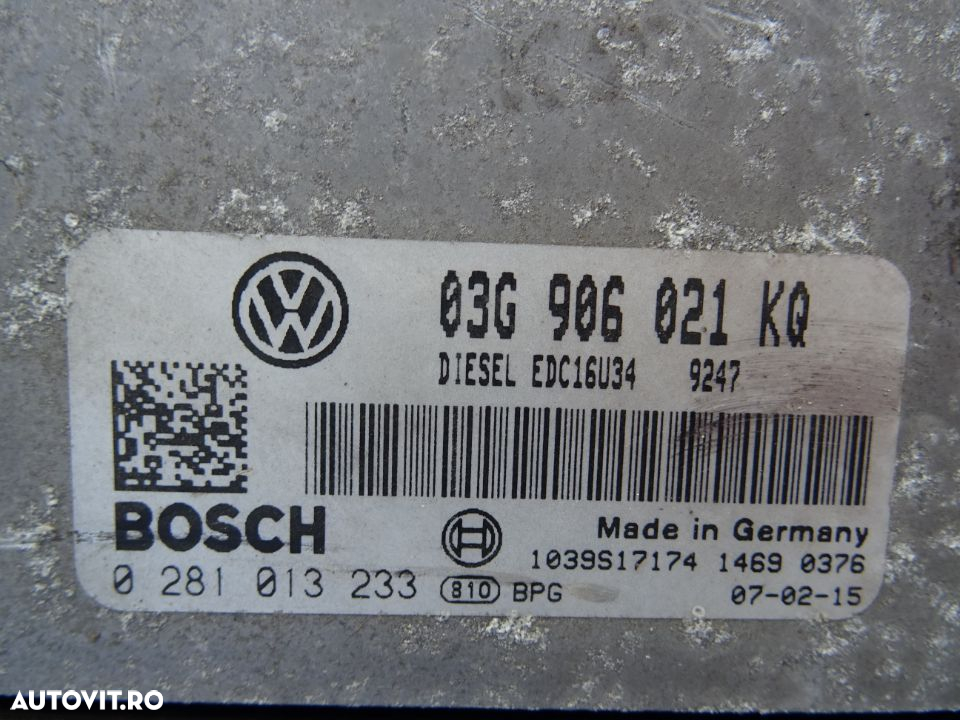 03G 906 021 KQ
DIESEL EDC16U34 9247
BOSCH
Made in Germany
1039S17174 1469 0376
0 281 013 233 810 BPG 07-02-15
AUTOVIT.RO